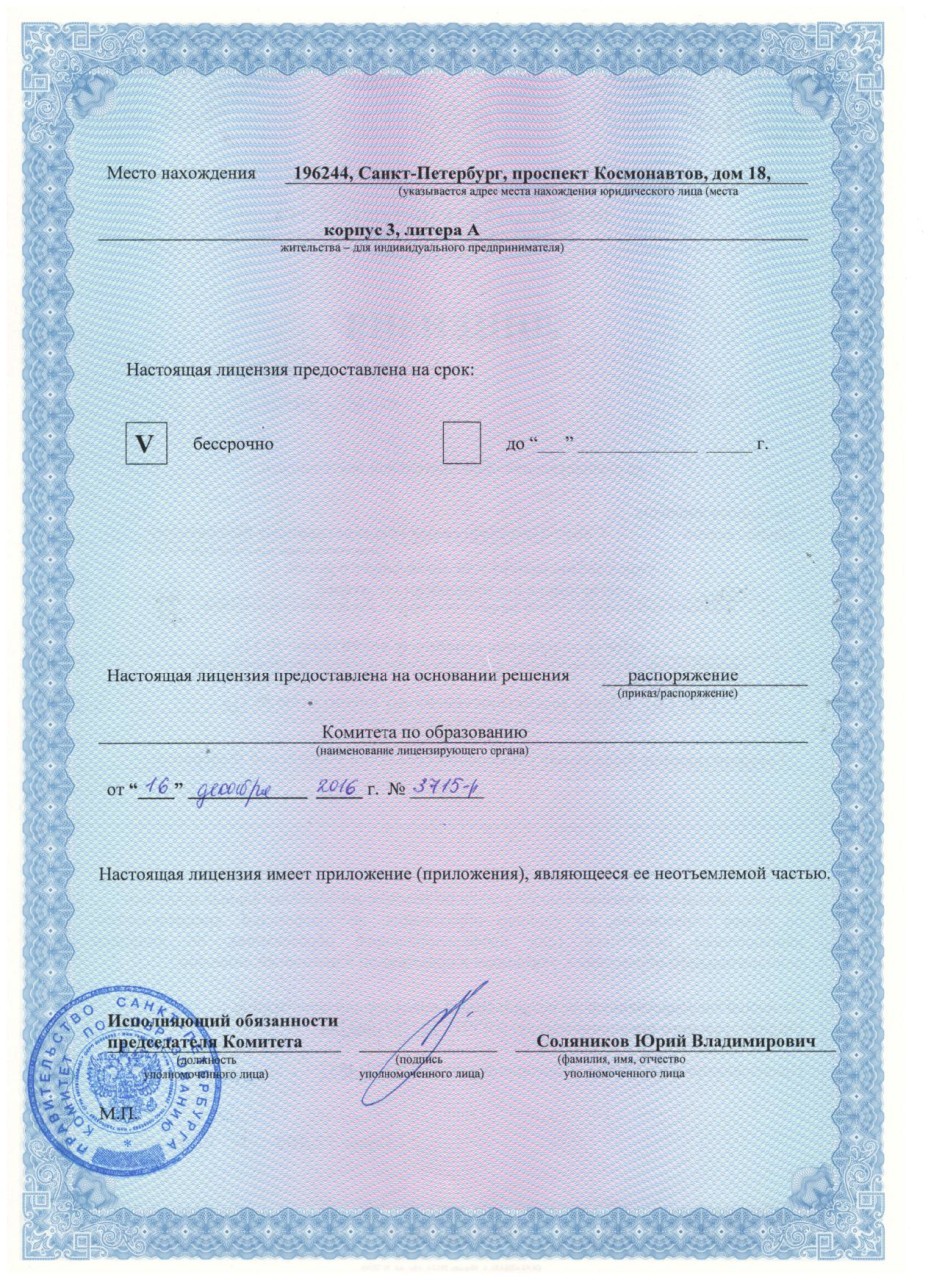 Место нахождения 196244, Санкт-Петербург, проспект Космонавтов, дом 18,
(указывается адрес места нахождения юридического лица (места
корпус 3, литера А
жительства – для индивидуального предпринимателя)
Настоящая лицензия предоставлена на срок:
V бессрочно до “___” ______________ ______ г.
Настоящая лицензия предоставлена на основании решения распоряжение
(приказ/распоряжение)
Комитета по образованию
(наименование лицензирующего органа)
от “16” декабря 2016 г. № 3715-р
Настоящая лицензия имеет приложение (приложения), являющееся ее неотъемлемой частью.
Исполняющий обязанности
председателя Комитета Соляников Юрий Владимирович
(должность (подпись (фамилия, имя, отчество
уполномоченного лица) уполномоченного лица) уполномоченного лица
М.П.
ПРАВИТЕЛЬСТВО САНКТ-ПЕТЕРБУРГА
КОМИТЕТ ПО ОБРАЗОВАНИЮ